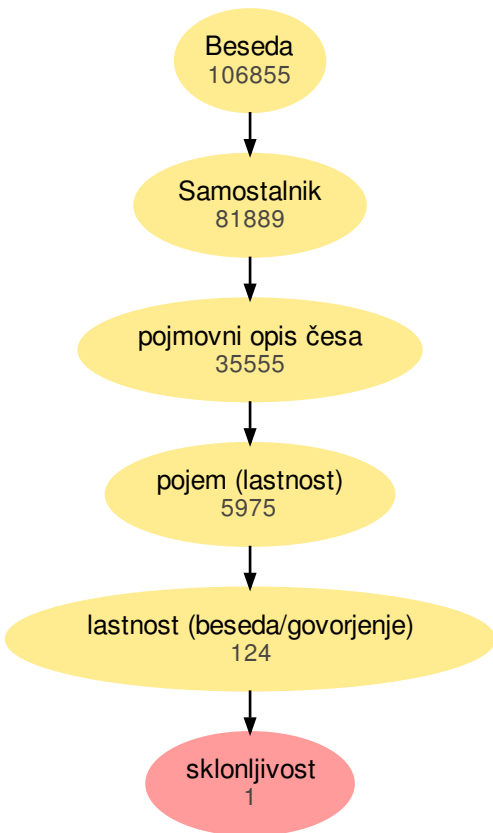 Beseda
106855
Samostalnik
81889
pojmovni opis česa
35555
pojem (lastnost)
5975
lastnost (beseda/govorjenje)
124
sklonljivost
1